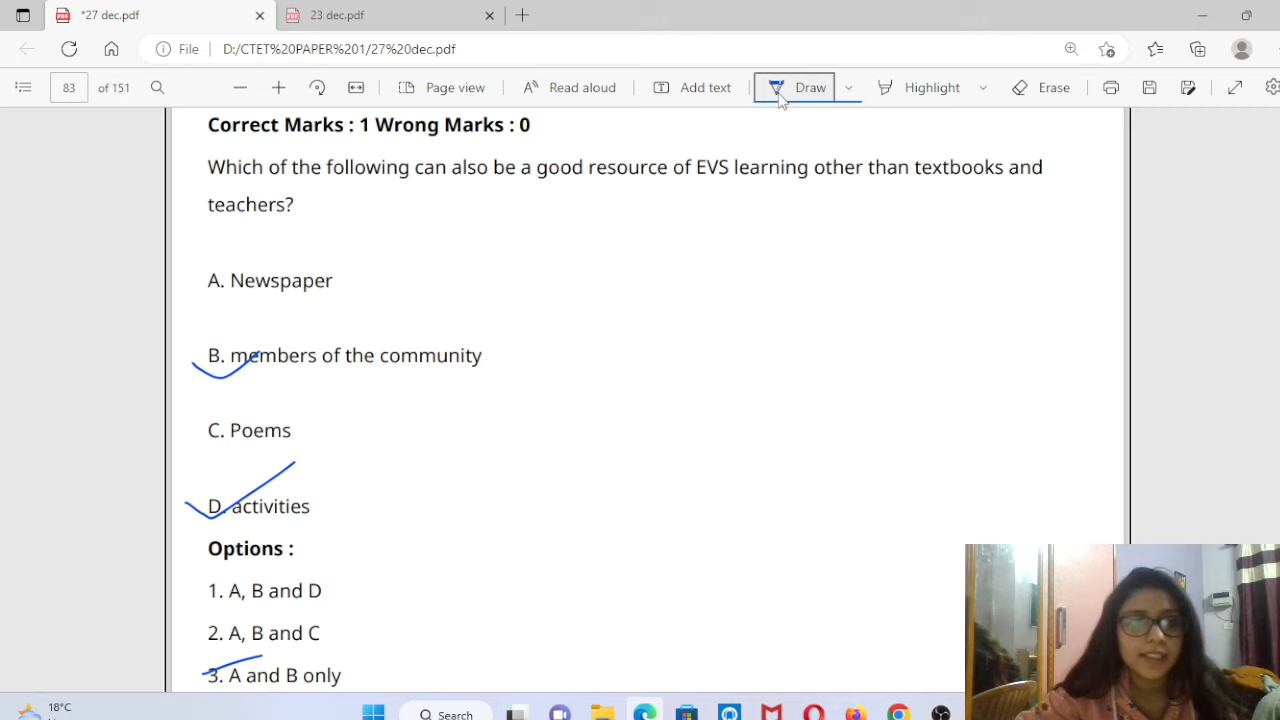 *27 dec.pdf
23 dec.pdf
File D:/CTET%20PAPER%201/27%20dec.pdf
83 of 151 Page view Read aloud Add text Draw Highlight Erase
Correct Marks : 1 Wrong Marks : 0
Which of the following can also be a good resource of EVS learning other than textbooks and
teachers?
A. Newspaper
B. members of the community
C. Poems
D. activities
Options :
1. A, B and D
2. A, B and C
3. A and B only
18°C
Search